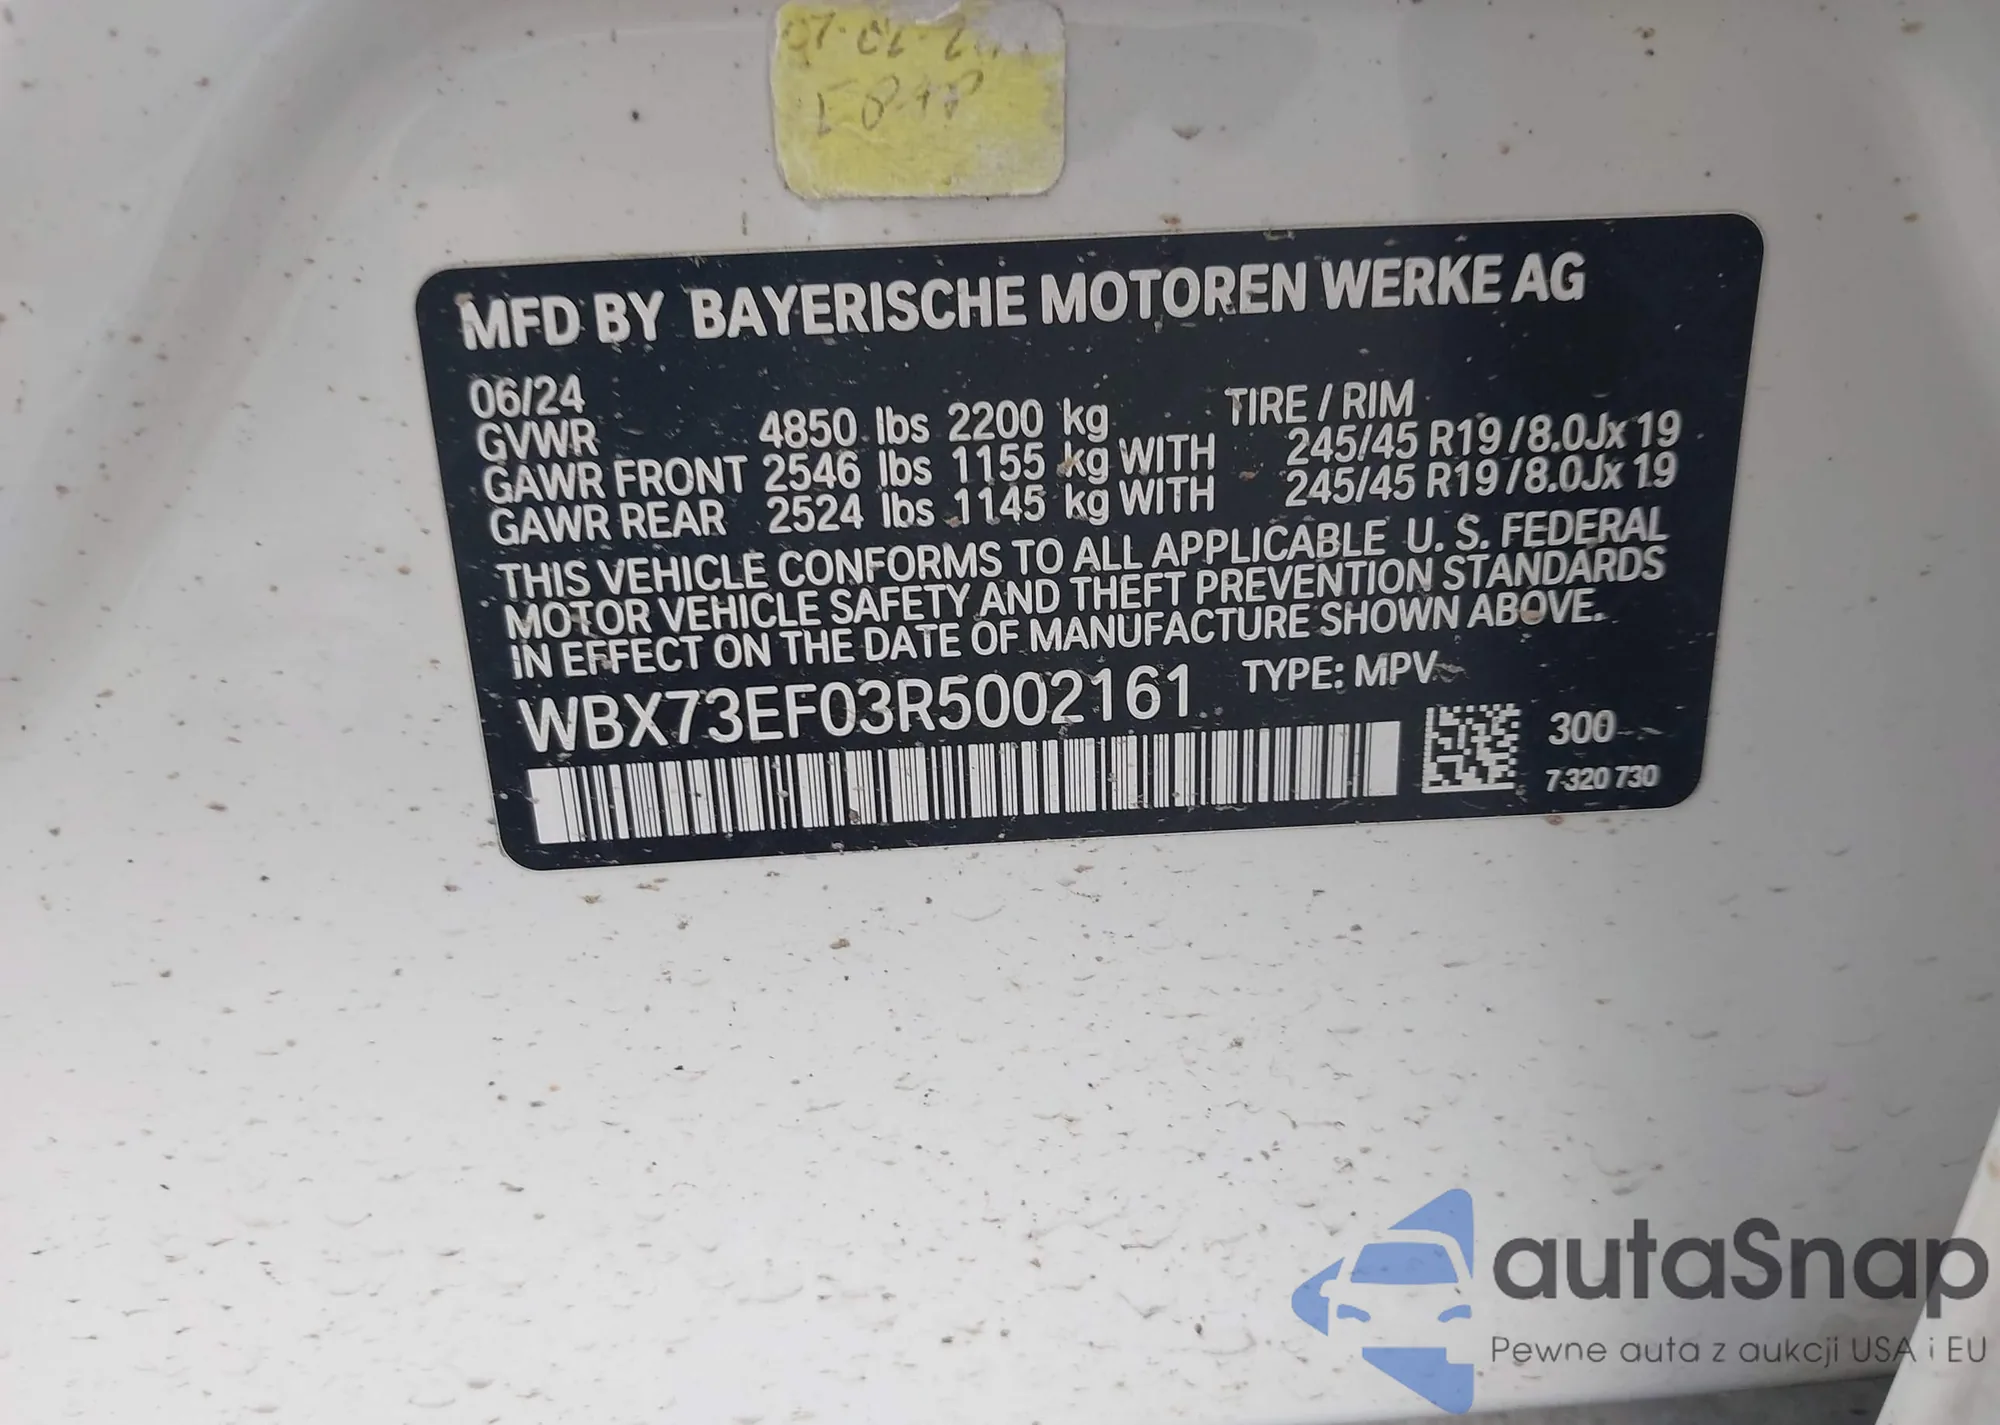 MFD BY BAYERISCHE MOTOREN WERKE AG
06/24 TIRE / RIM
GVWR 4850 lbs 2200 kg
GAWR FRONT 2546 lbs 1155 kg WITH 245/45 R19 / 8.0Jx 19
GAWR REAR 2524 lbs 1145 kg WITH 245/45 R19 / 8.0Jx 19
THIS VEHICLE CONFORMS TO ALL APPLICABLE U. S. FEDERAL
MOTOR VEHICLE SAFETY AND THEFT PREVENTION STANDARDS
IN EFFECT ON THE DATE OF MANUFACTURE SHOWN ABOVE.
WBX73EF03R5002161 TYPE: MPV
300
7 320 730
autaSnap
Pewne auta z aukcji USA i EU